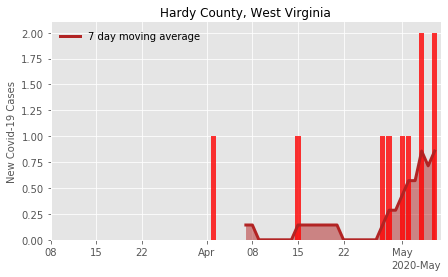 Hardy County, West Virginia
7 day moving average
New Covid-19 Cases
2.00
1.75
1.50
1.25
1.00
0.75
0.50
0.25
0.00
08 15 22 Apr 08 15 22 May
2020-May